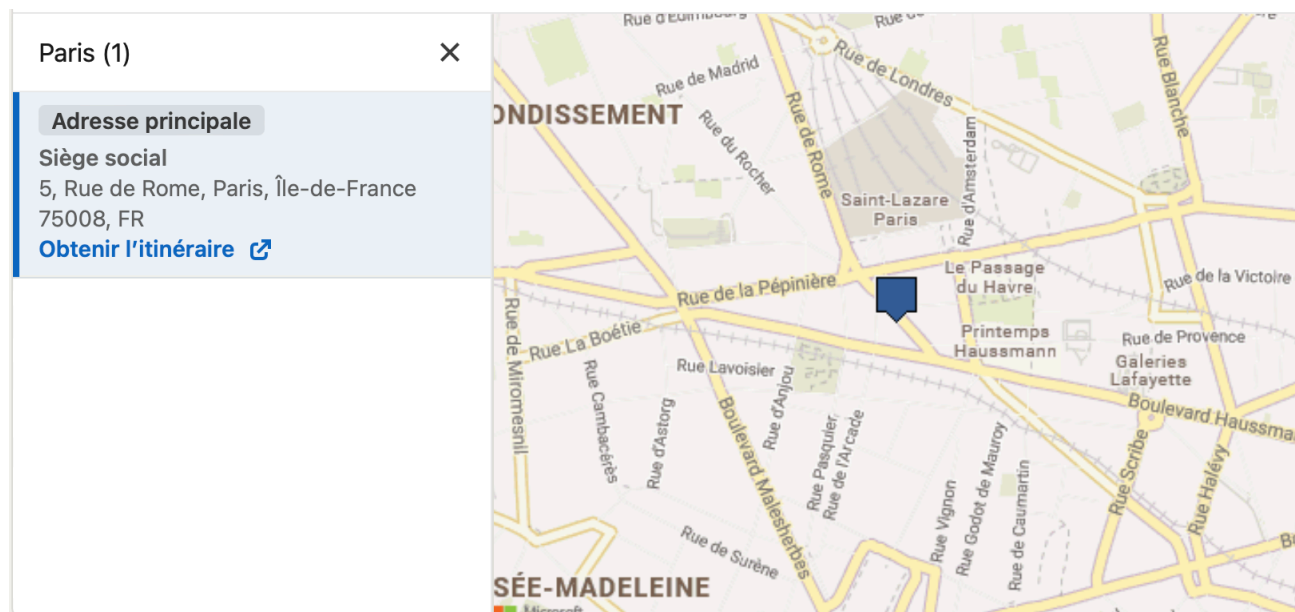 Paris (1)
Adresse principale
Siège social
5, Rue de Rome, Paris, Île-de-France
75008, FR
Obtenir l’itinéraire
Rue d'Édimbourg
Rue de Madrid
Rue de Londres
Rue Blanche
ONDISSEMENT
Rue du Rocher
Rue de Rome
Rue d'Amsterdam
Saint-Lazare
Paris
Le Passage
du Havre
Rue de la Victoire
Rue de la Pépinière
Rue de Miromesnil
Rue La Boétie
Printemps
Haussmann
Rue de Provence
Galeries
Lafayette
Rue Lavoisier
Rue Cambacérès
Rue d'Astorg
Boulevard Malesherbes
Rue d'Anjou
Rue Pasquier
Rue de l'Arcade
Boulevard Haussma
Rue Scribe
Rue Halévy
Rue Vignon
Rue Godot de Mauroy
Rue de Caumartin
Rue de Surène
SÉE-MADELEINE
Microsoft